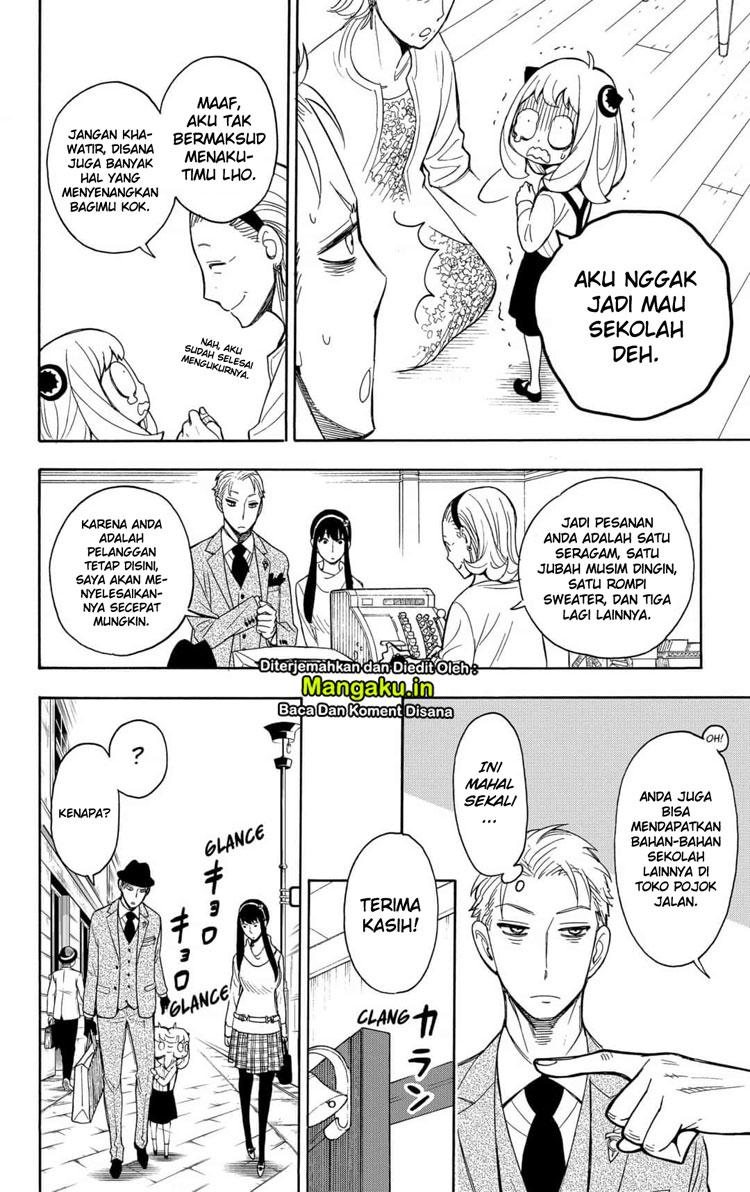 AKU NGGAK
JADI MAU
SEKOLAH
DEH.
MAAF,
AKU TAK
BERMAKSUD
MENAKU-
TIMU LHO.
JANGAN KHA-
WATIR, DISANA
JUGA BANYAK
HAL YANG
MENYENANGKAN
BAGIMU KOK.
NAH, AKU
SUDAH SELESAI
MENGUKURNYA.
JADI PESANAN
ANDA ADALAH SATU
SERAGAM, SATU
JUBAH MUSIM DINGIN,
SATU ROMPI
SWEATER, DAN TIGA
LAGI LAINNYA.
KARENA ANDA
ADALAH
PELANGGAN
TETAP DISINI,
SAYA AKAN ME-
NYELESAIKAN-
NYA SECEPAT
MUNGKIN.
Diterjemahkan dan Diedit Oleh :
Mangaku.in
Baca Dan Koment Disana
OH!
ANDA JUGA
BISA
MENDAPATKAN
BAHAN-BAHAN
SEKOLAH
LAINNYA DI
TOKO POJOK
JALAN.
INI
MAHAL
SEKALI
...
TERIMA
KASIH!
CLANG
カラン
?
KENAPA?
GLANCE
キョロ
キョロ
GLANCE